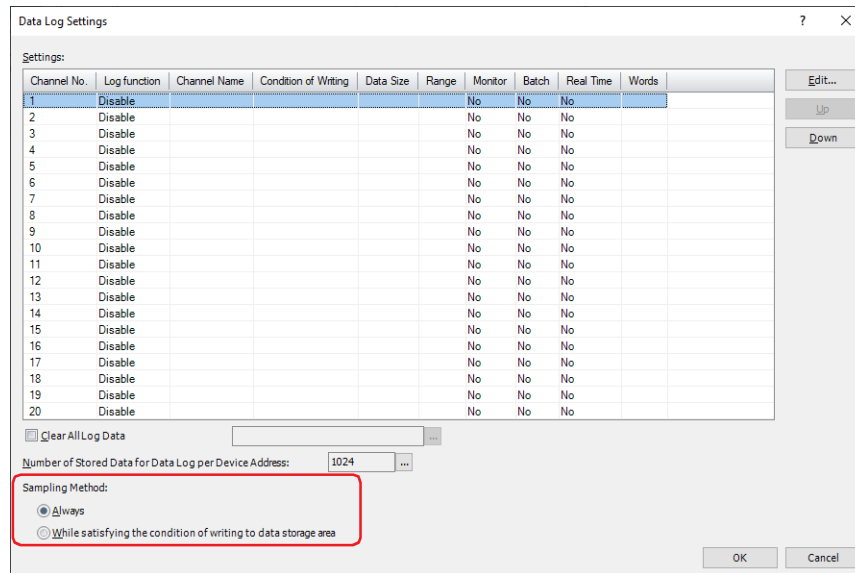 Data Log Settings ? X
Settings:
Channel No. Log function Channel Name Condition of Writing Data Size Range Monitor Batch Real Time Words
Edit...
1 Disable No No No
Up
2 Disable No No No
3 Disable No No No
Down
4 Disable No No No
5 Disable No No No
6 Disable No No No
7 Disable No No No
8 Disable No No No
9 Disable No No No
10 Disable No No No
11 Disable No No No
12 Disable No No No
13 Disable No No No
14 Disable No No No
15 Disable No No No
16 Disable No No No
17 Disable No No No
18 Disable No No No
19 Disable No No No
20 Disable No No No
Clear All Log Data ...
Number of Stored Data for Data Log per Device Address: 1024 ...
Sampling Method:
Always
While satisfying the condition of writing to data storage area
OK Cancel